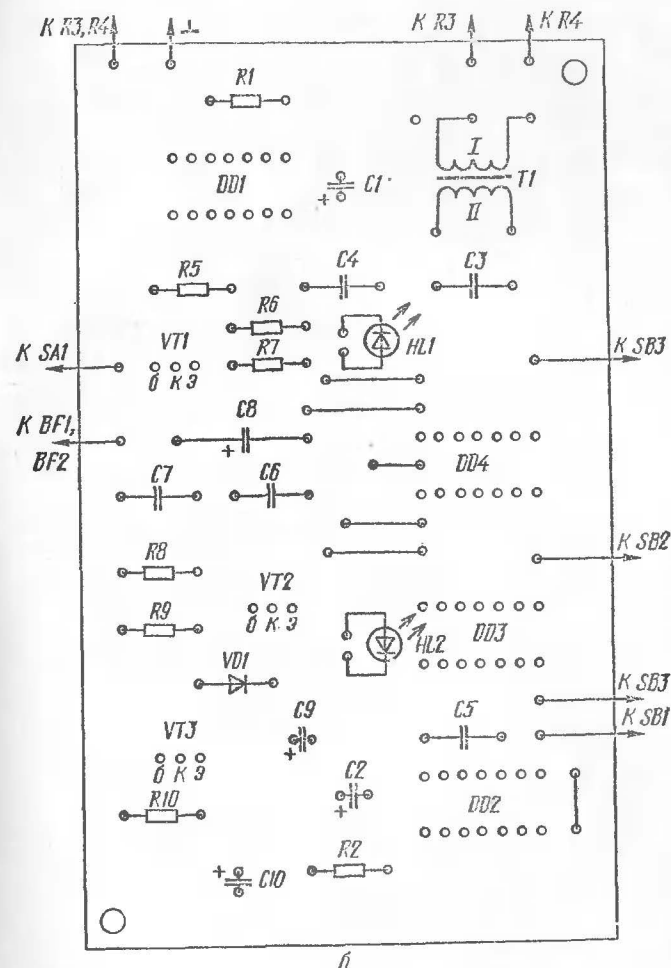 К R3, R4
⊥
К R3
К R4
R1
DD1
+
C1
I
T1
II
R5
C4
C3
R6
HL1
VT1
R7
К SA1
б К Э
К SB3
К BF1,
BF2
C8
+
DD4
C7
C6
К SB2
R8
VT2
R9
б К Э
HL2
DD3
VD1
К SB3
К SB1
VT3
C9
+
C5
б К Э
C2
+
DD2
R10
R2
+
C10
б